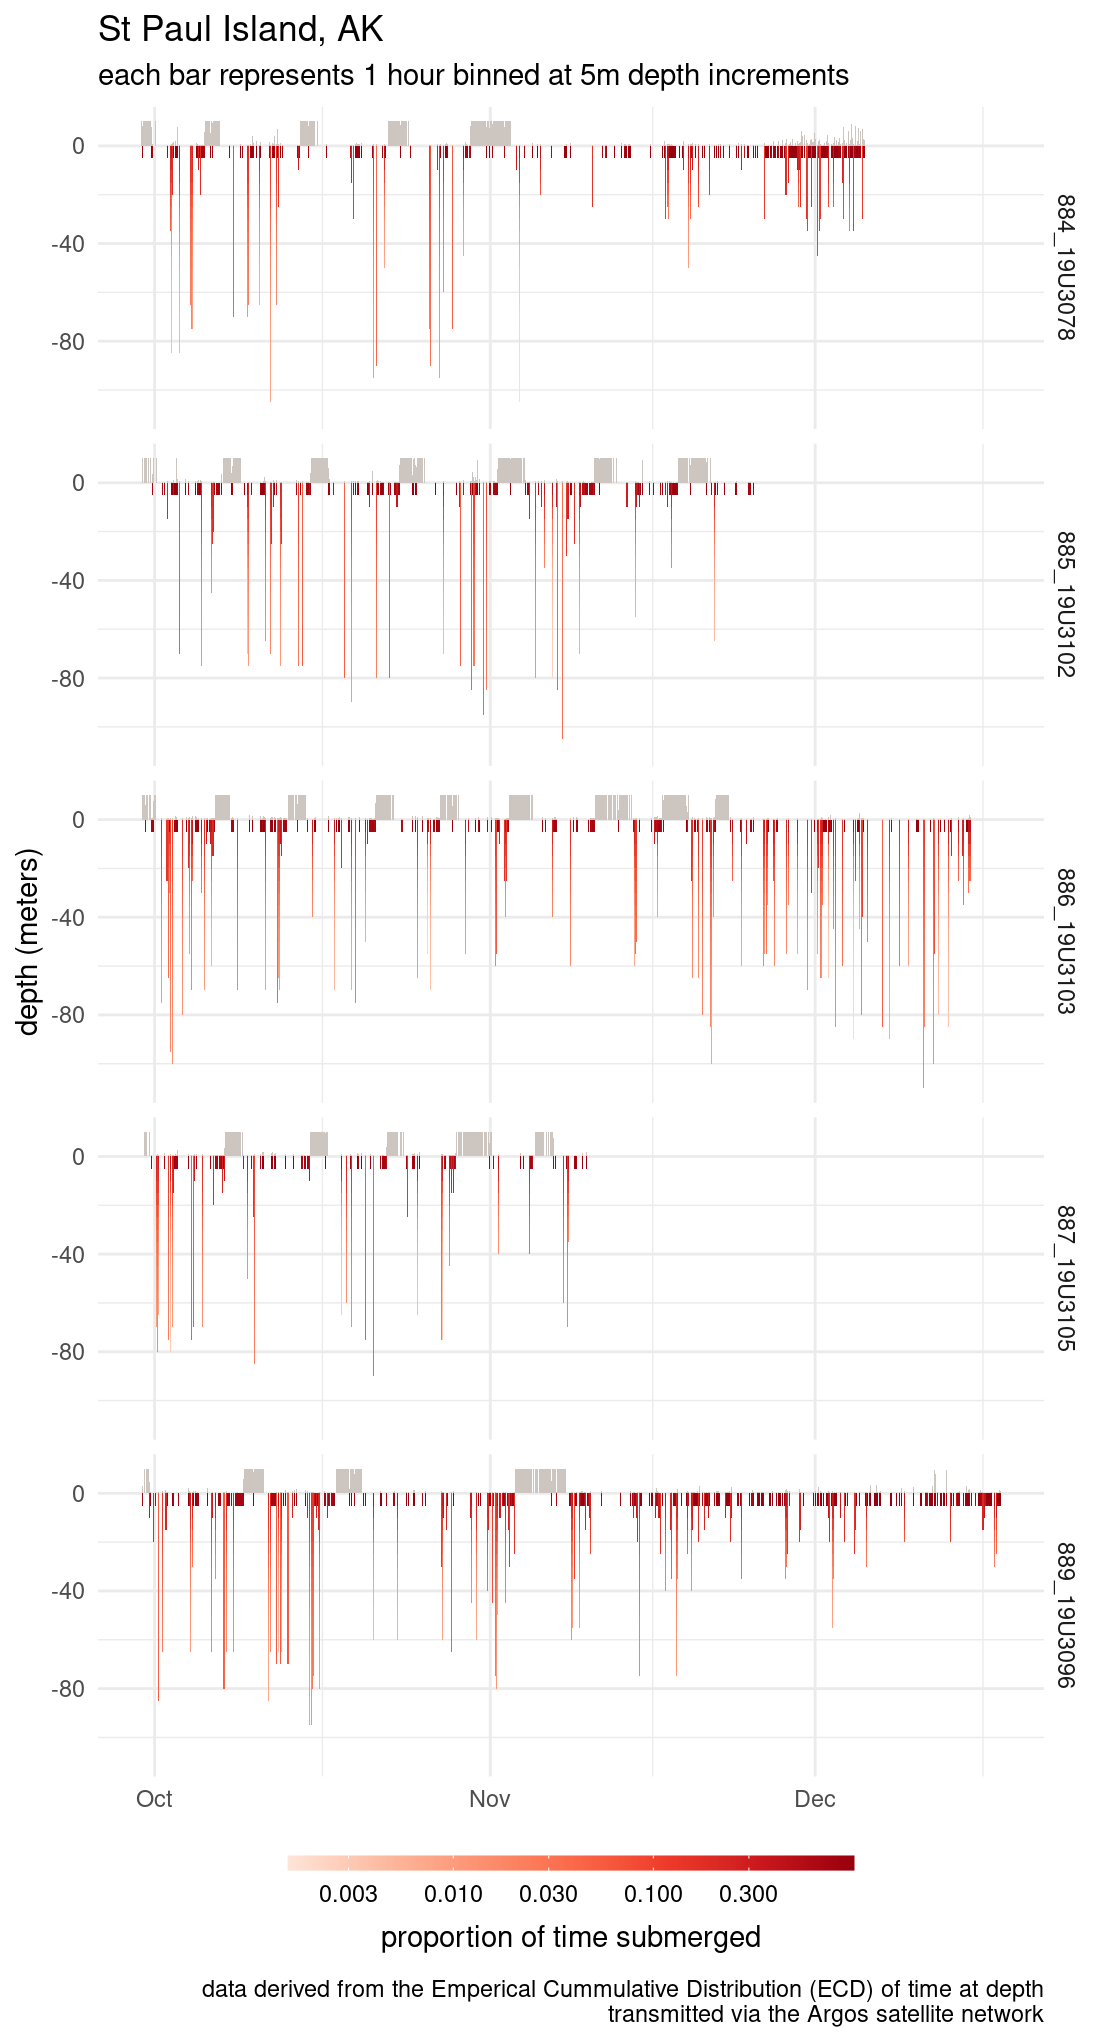 St Paul Island, AK
each bar represents 1 hour binned at 5m depth increments
0
-40
-80
884_19U3078
0
-40
-80
885_19U3102
0
-40
-80
886_19U3103
depth (meters)
0
-40
-80
887_19U3105
0
-40
-80
889_19U3096
Oct Nov Dec
0.003 0.010 0.030 0.100 0.300
proportion of time submerged
data derived from the Emperical Cummulative Distribution (ECD) of time at depth
transmitted via the Argos satellite network